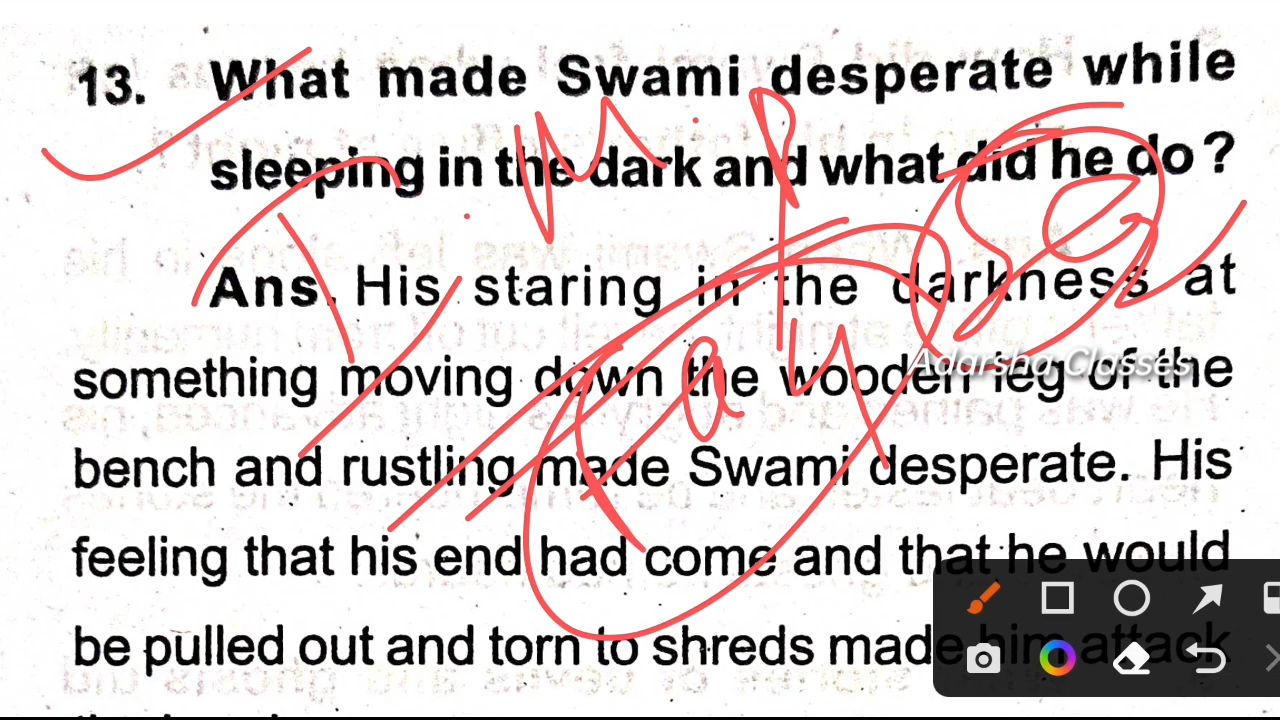 13. What made Swami desperate while
sleeping in the dark and what did he do?
Ans. His staring in the darkness at
something moving down the wooden leg of the
Adarsha Classes
bench and rustling made Swami desperate. His
feeling that his end had come and that he would
be pulled out and torn to shreds made him attack